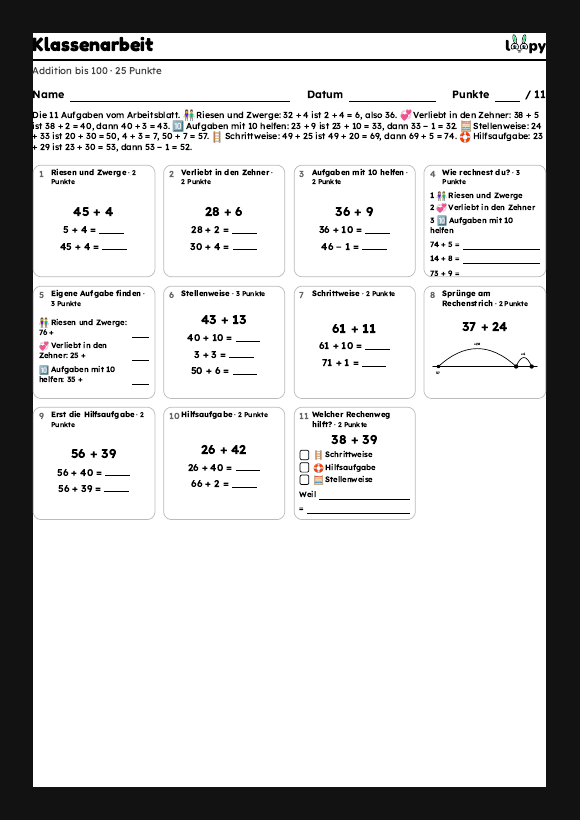 Klassenarbeit
loopy
Addition bis 100 · 25 Punkte
Name Datum Punkte / 11
Die 11 Aufgaben vom Arbeitsblatt. 👫 Riesen und Zwerge: 32 + 4 ist 2 + 4 = 6, also 36. 💞 Verliebt in den Zehner: 38 + 5
ist 38 + 2 = 40, dann 40 + 3 = 43. 🔟 Aufgaben mit 10 helfen: 23 + 9 ist 23 + 10 = 33, dann 33 − 1 = 32. 🧮 Stellenweise: 24
+ 33 ist 20 + 30 = 50, 4 + 3 = 7, 50 + 7 = 57. 🪜 Schrittweise: 49 + 25 ist 49 + 20 = 69, dann 69 + 5 = 74. 🛟 Hilfsaufgabe: 23
+ 29 ist 23 + 30 = 53, dann 53 − 1 = 52.
1 Riesen und Zwerge · 2
Punkte
45 + 4
5 + 4 =
45 + 4 =
2 Verliebt in den Zehner ·
2 Punkte
28 + 6
28 + 2 =
30 + 4 =
3 Aufgaben mit 10 helfen ·
2 Punkte
36 + 9
36 + 10 =
46 − 1 =
4 Wie rechnest du? · 3
Punkte
1 👫 Riesen und Zwerge
2 💞 Verliebt in den Zehner
3 🔟 Aufgaben mit 10
helfen
74 + 5 =
14 + 8 =
73 + 9 =
5 Eigene Aufgabe finden ·
3 Punkte
👫 Riesen und Zwerge:
76 +
💞 Verliebt in den
Zehner: 25 +
🔟 Aufgaben mit 10
helfen: 35 +
6 Stellenweise · 3 Punkte
43 + 13
40 + 10 =
3 + 3 =
50 + 6 =
7 Schrittweise · 2 Punkte
61 + 11
61 + 10 =
71 + 1 =
8 Sprünge am
Rechenstrich · 2 Punkte
37 + 24
9 Erst die Hilfsaufgabe · 2
Punkte
56 + 39
56 + 40 =
56 + 39 =
10 Hilfsaufgabe · 2 Punkte
26 + 42
26 + 40 =
66 + 2 =
11 Welcher Rechenweg
hilft? · 2 Punkte
38 + 39
🪜 Schrittweise
🛟 Hilfsaufgabe
🧮 Stellenweise
Weil
=